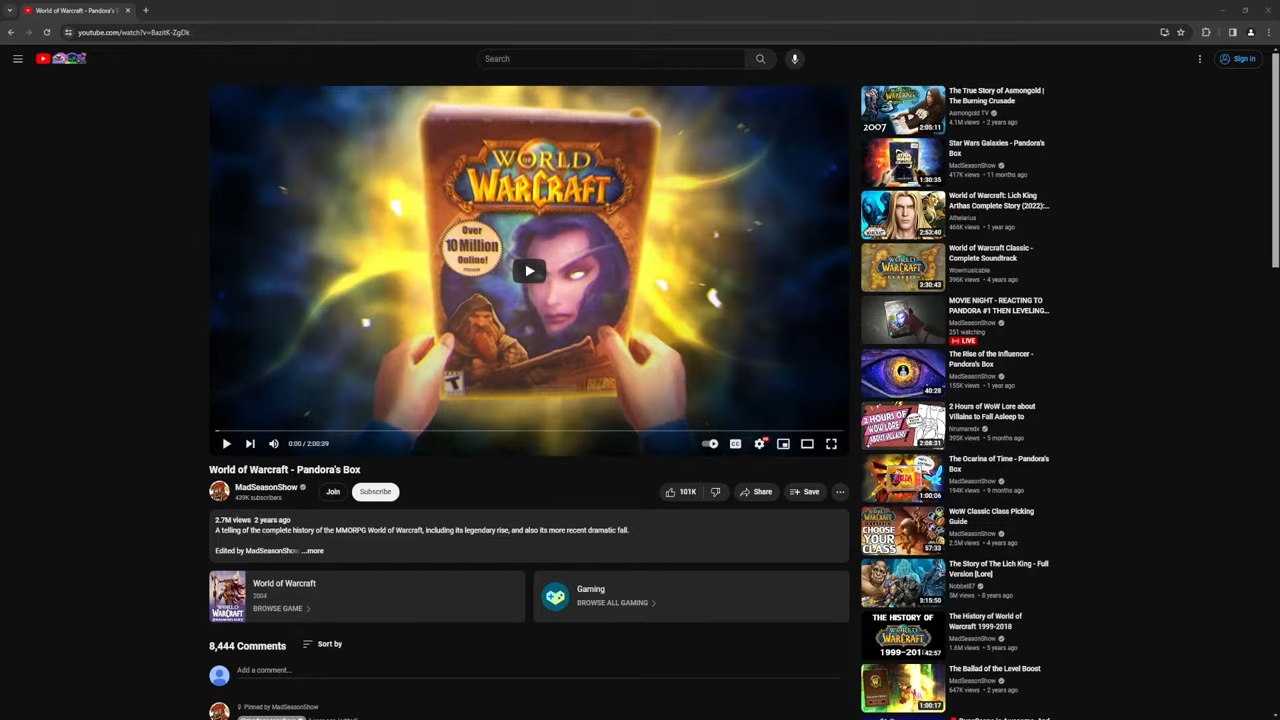 World of Warcraft - Pandora's
youtube.com/watch?v=8azitK-ZgDk
Search
Sign in
WORLD
OF
WARCRAFT
Over
10 Million
Online!
T
0:00 / 2:00:39
World of Warcraft - Pandora's Box
MadSeasonShow
439K subscribers
Join
Subscribe
101K
Share
Save
2.7M views 2 years ago
A telling of the complete history of the MMORPG World of Warcraft, including its legendary rise, and also its more recent dramatic fall.
Edited by MadSeasonShow ...more
World of Warcraft
2004
BROWSE GAME
Gaming
BROWSE ALL GAMING
8,444 Comments
Sort by
Add a comment...
Pinned by MadSeasonShow
2007
2:05:11
The True Story of Asmongold |
The Burning Crusade
Asmongold TV
4.1M views • 2 years ago
1:30:35
Star Wars Galaxies - Pandora's
Box
MadSeasonShow
417K views • 11 months ago
2:53:40
World of Warcraft: Lich King
Arthas Complete Story (2022):...
Athelarius
466K views • 1 year ago
3:30:43
World of Warcraft Classic -
Complete Soundtrack
Wowmusicable
396K views • 4 years ago
MOVIE NIGHT - REACTING TO
PANDORA #1 THEN LEVELING...
MadSeasonShow
251 watching
LIVE
40:28
The Rise of the Influencer -
Pandora's Box
MadSeasonShow
155K views • 1 year ago
2 HOURS OF
WOW LORE
ABOUT VILLAINS
2:08:31
2 Hours of WoW Lore about
Villains to Fall Asleep to
hirumaredx
395K views • 5 months ago
1:00:06
The Ocarina of Time - Pandora's
Box
MadSeasonShow
194K views • 9 months ago
CHOOSE
YOUR
CLASS
57:33
WoW Classic Class Picking
Guide
MadSeasonShow
2.5M views • 4 years ago
3:15:50
The Story of The Lich King - Full
Version [Lore]
Nobbel87
5M views • 8 years ago
THE HISTORY OF
WORLD
WARCRAFT
1999-201
42:57
The History of World of
Warcraft 1999-2018
MadSeasonShow
1.6M views • 5 years ago
1:00:17
The Ballad of the Level Boost
MadSeasonShow
647K views • 2 years ago